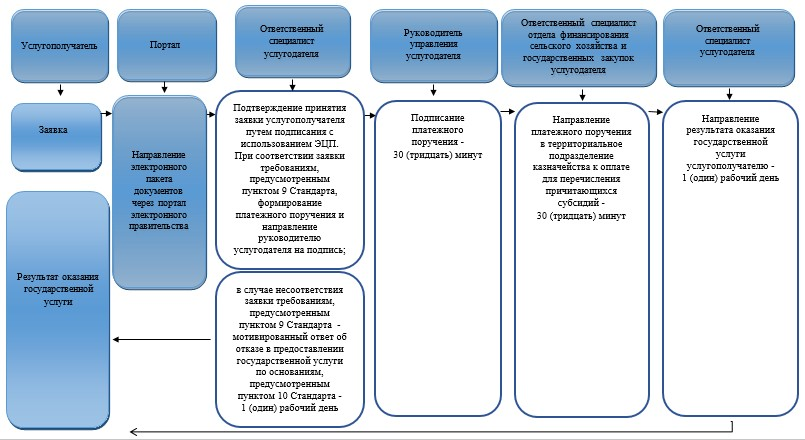 Услугополучатель
Портал
Ответственный
специалист
услугодателя
Руководитель
управления
услугодателя
Ответственный специалист
отдела финансирования
сельского хозяйства и
государственных закупок
услугодателя
Ответственный
специалист
услугодателя
Заявка
Направление
электронного
пакета
документов
через портал
электронного
правительства
Подтверждение принятия
заявки услугополучателя
путем подписания с
использованием ЭЦП.
При соответствии заявки
требованиям,
предусмотренным
пунктом 9 Стандарта,
формирование
платежного поручения и
направление
руководителю
услугодателя на подпись;
Подписание
платежного
поручения -
30 (тридцать) минут
Направление
платежного поручения
в территориальное
подразделение
казначейства к оплате
для перечисления
причитающихся
субсидий -
30 (тридцать) минут
Направление
результата оказания
государственной
услуги
услугополучателю -
1 (один) рабочий день
Результат оказания
государственной
услуги
в случае несоответствия
заявки требованиям,
предусмотренным
пунктом 9 Стандарта -
мотивированный ответ об
отказе в предоставлении
государственной услуги
по основаниям,
предусмотренным
пунктом 10 Стандарта -
1 (один) рабочий день